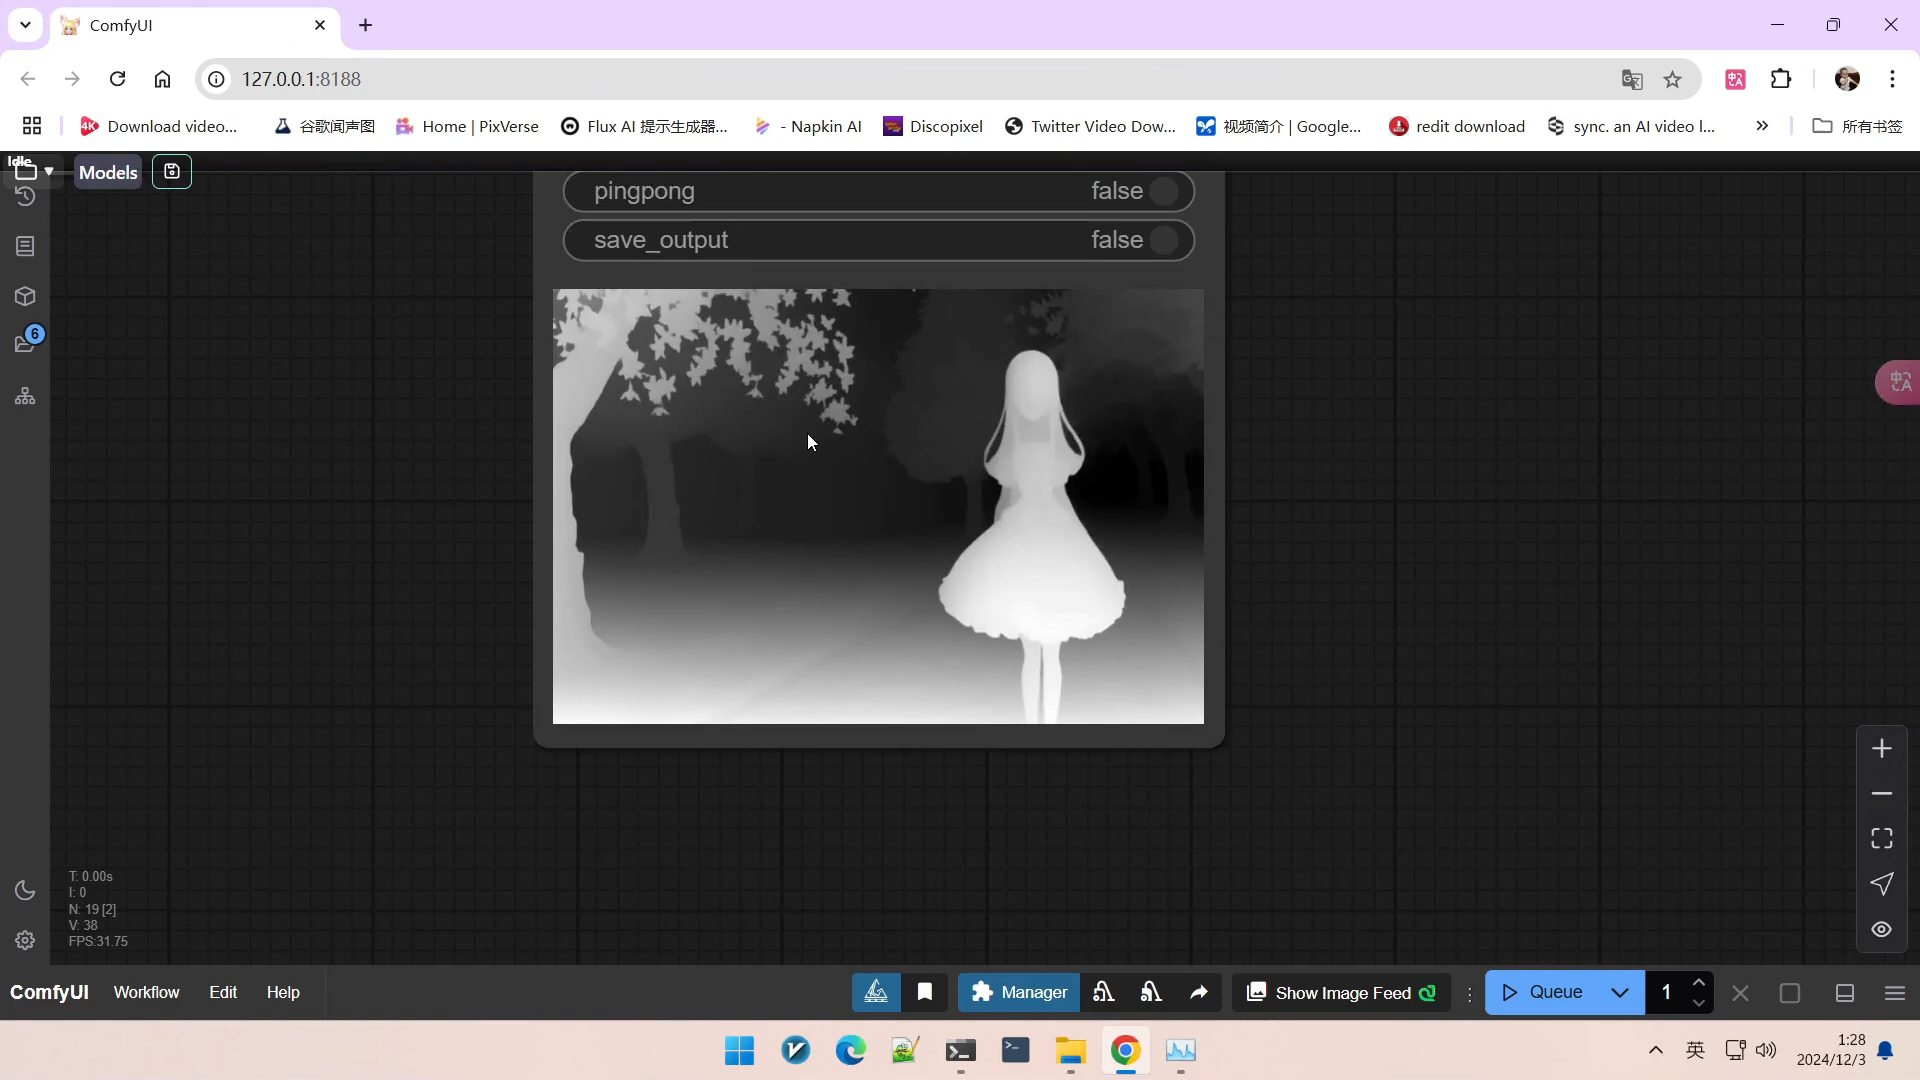 ComfyUI
127.0.0.1:8188
Download video...
谷歌闻声图
Home | PixVerse
Flux AI 提示生成器...
- Napkin AI
Discopixel
Twitter Video Dow...
视频简介 | Google...
redit download
sync. an AI video l...
所有书签
Idle
Models
pingpong false
save_output false
6
T: 0.00s
I: 0
N: 19 [2]
V: 38
FPS:31.75
ComfyUI Workflow Edit Help
Manager
Show Image Feed
Queue
1
英
1:28
2024/12/3